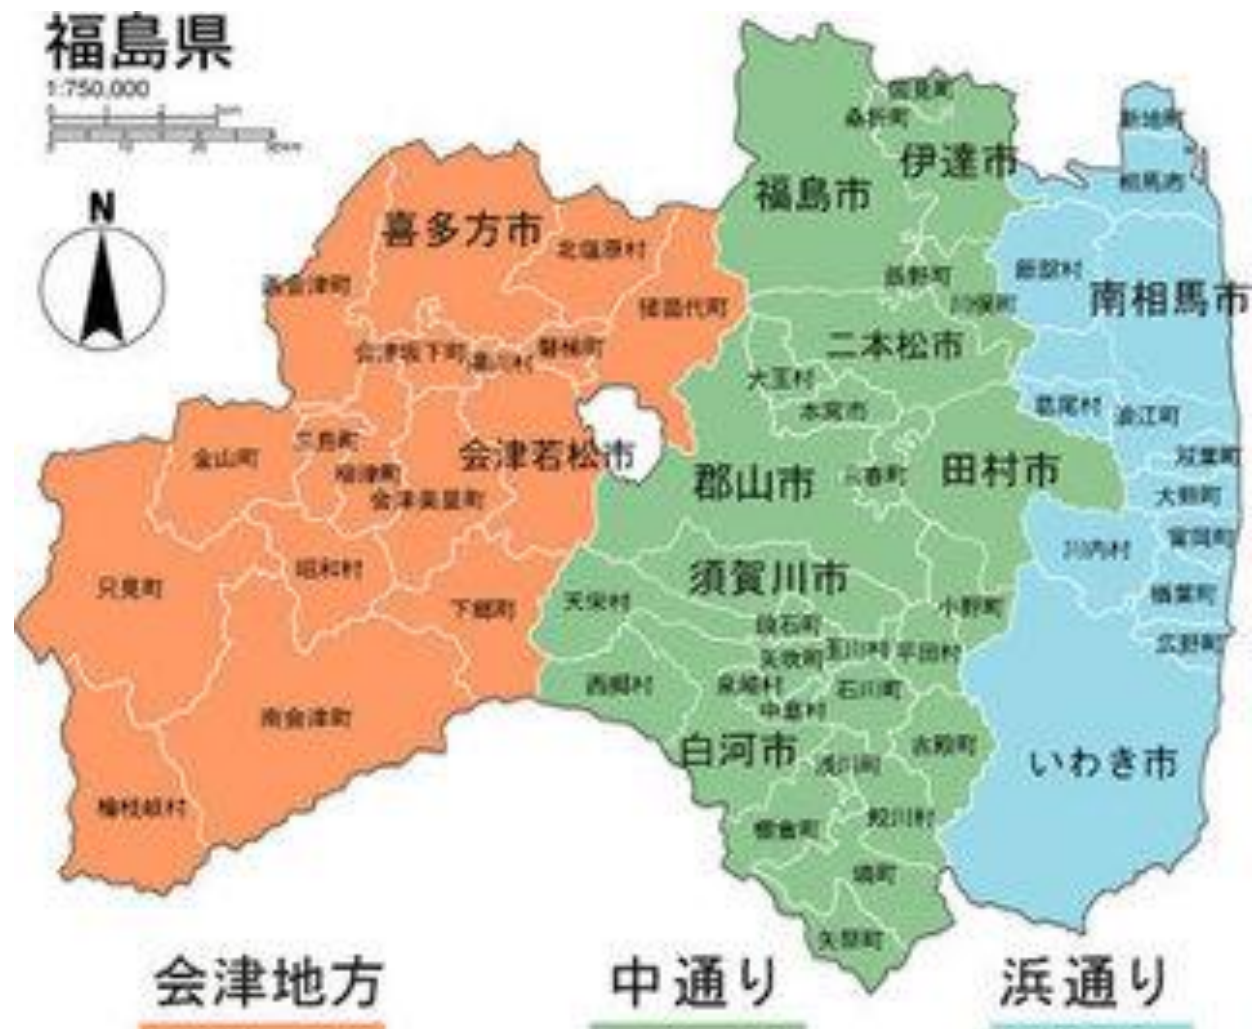 福島県
1:750,000
N
国見町
桑折町
伊達市
新地町
相馬市
福島市
喜多方市
北塩原村
西会津町
猪苗代町
飯野町
川俣町
飯舘村
南相馬市
会津坂下町
湯川村
磐梯町
二本松市
大玉村
本宮市
葛尾村
浪江町
金山町
三島町
柳津町
会津美里町
会津若松市
郡山市
三春町
田村市
双葉町
大熊町
富岡町
川内村
只見町
昭和村
下郷町
天栄村
須賀川市
小野町
楢葉町
広野町
鏡石町
矢吹町
玉川村
平田村
西郷村
泉崎村
中島村
石川町
南会津町
白河市
浅川町
古殿町
いわき市
檜枝岐村
棚倉町
鮫川村
塙町
矢祭町
会津地方
中通り
浜通り